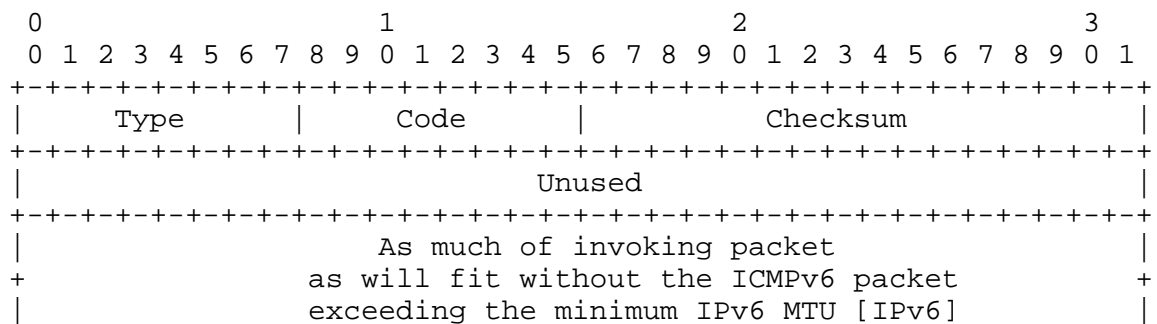 0                   1                   2                   3
 0 1 2 3 4 5 6 7 8 9 0 1 2 3 4 5 6 7 8 9 0 1 2 3 4 5 6 7 8 9 0 1
+-+-+-+-+-+-+-+-+-+-+-+-+-+-+-+-+-+-+-+-+-+-+-+-+-+-+-+-+-+-+-+-+
|     Type      |     Code      |          Checksum             |
+-+-+-+-+-+-+-+-+-+-+-+-+-+-+-+-+-+-+-+-+-+-+-+-+-+-+-+-+-+-+-+-+
|                             Unused                            |
+-+-+-+-+-+-+-+-+-+-+-+-+-+-+-+-+-+-+-+-+-+-+-+-+-+-+-+-+-+-+-+-+
|                    As much of invoking packet                 |
+                as will fit without the ICMPv6 packet          +
|                exceeding the minimum IPv6 MTU [IPv6]          |